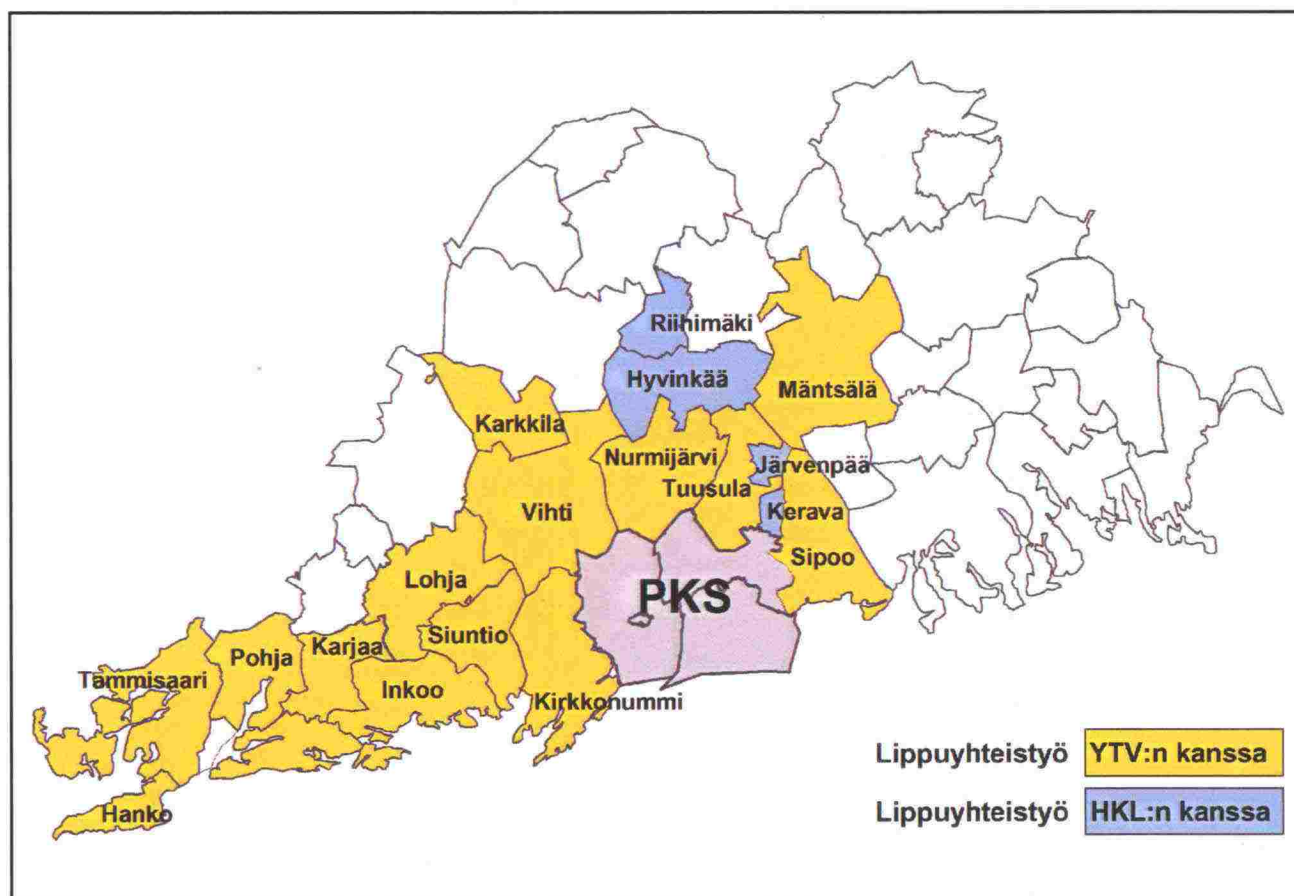 Riihimäki
Hyvinkää
Mäntsälä
Karkkila
Nurmijärvi
Järvenpää
Tuusula
Vihti
Kerava
Sipoo
Lohja
PKS
Siuntio
Karjaa
Pohja
Tammisaari
Inkoo
Kirkkonummi
Hanko
Lippuyhteistyö YTV:n kanssa
Lippuyhteistyö HKL:n kanssa